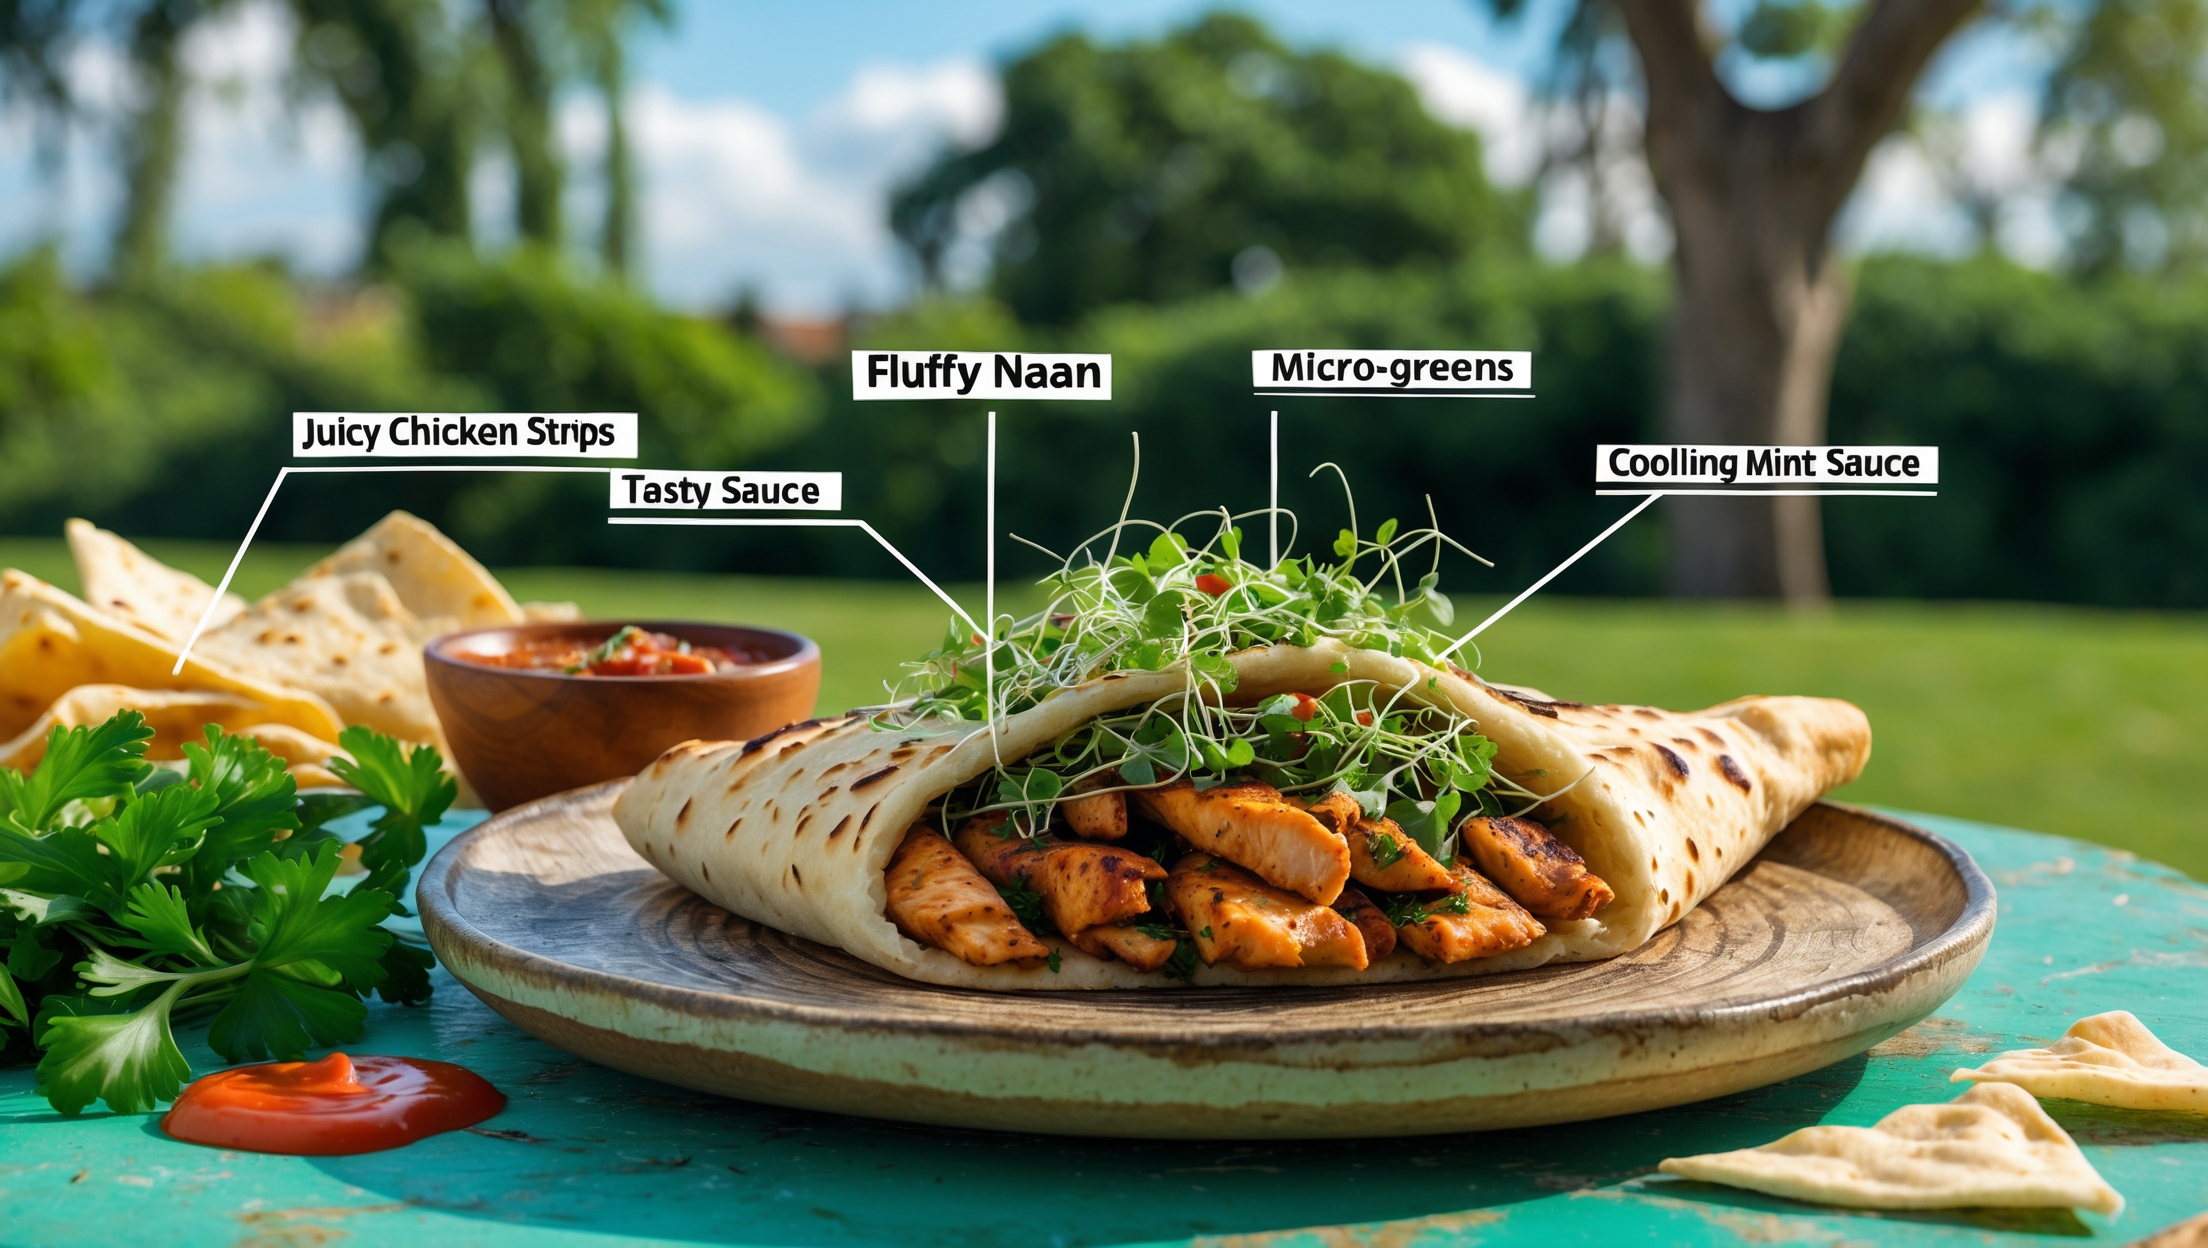 Fluffy Naan
Micro-greens
Juicy Chicken Strips
Coolling Mint Sauce
Tasty Sauce